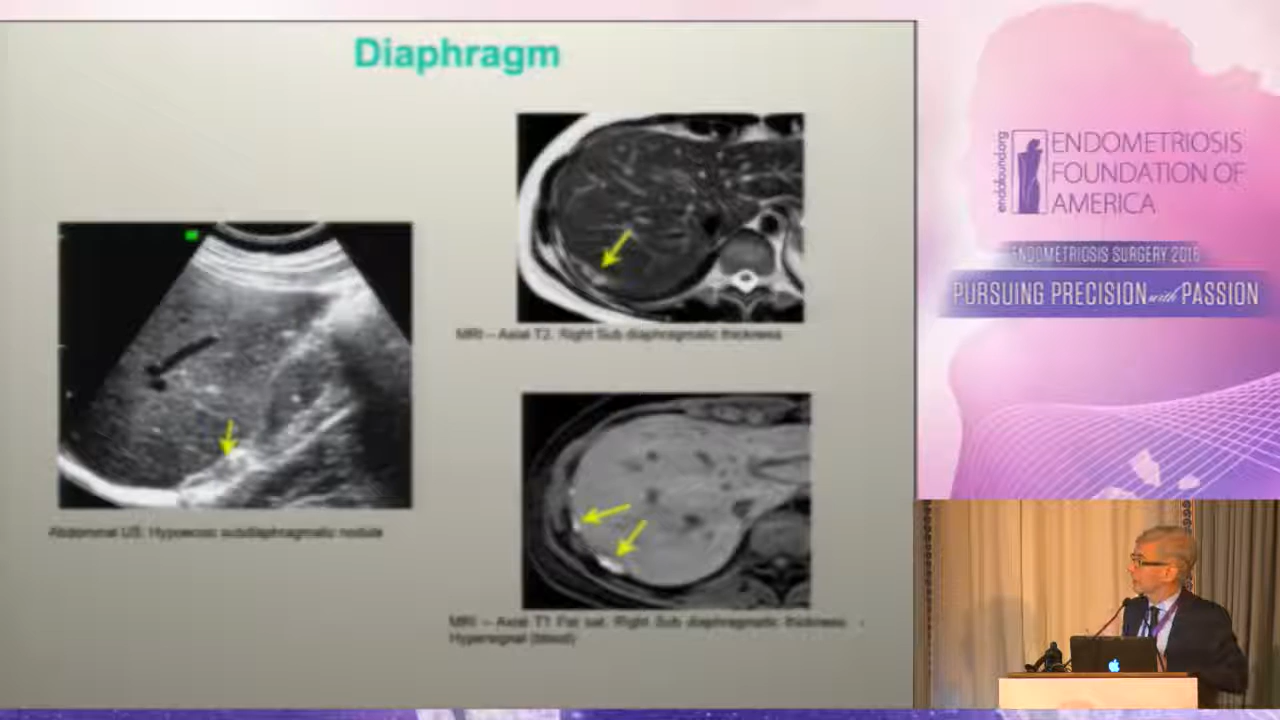 Diaphragm
MRI – Axial T2. Right Sub diaphragmatic thickness
Abdominal US: Hypoechoic subdiaphragmatic nodule
MRI – Axial T1 Fat sat. Right Sub diaphragmatic thickness -
Hypersignal (blood)
endofound.org
ENDOMETRIOSIS
FOUNDATION OF
AMERICA
ENDOMETRIOSIS SURGERY 2016
PURSUING PRECISION with PASSION